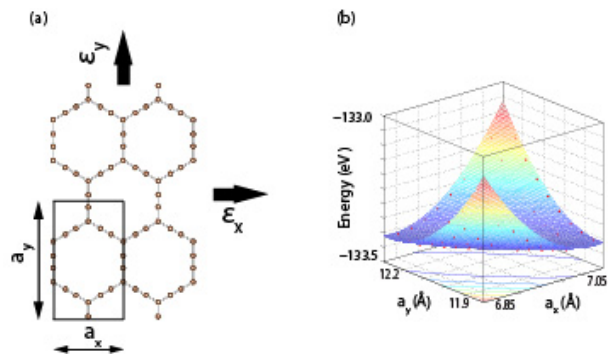 (a)
εy
εx
ay
ax
(b)
−133.0
Energy (eV)
−133.5
12.2
ay (Å)
11.9
6.85
ax (Å)
7.05